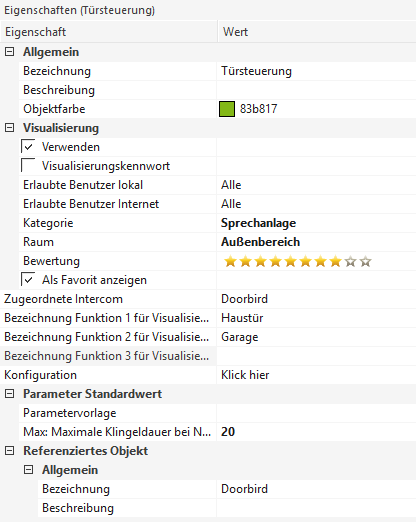 Eigenschaften (Türsteuerung)
Eigenschaft Wert
Allgemein
Bezeichnung Türsteuerung
Beschreibung
Objektfarbe 83b817
Visualisierung
Verwenden
Visualisierungskennwort
Erlaubte Benutzer lokal Alle
Erlaubte Benutzer Internet Alle
Kategorie Sprechanlage
Raum Außenbereich
Bewertung
Als Favorit anzeigen
Zugeordnete Intercom Doorbird
Bezeichnung Funktion 1 für Visualisie... Haustür
Bezeichnung Funktion 2 für Visualisie... Garage
Bezeichnung Funktion 3 für Visualisie...
Konfiguration Klick hier
Parameter Standardwert
Parametervorlage
Max: Maximale Klingeldauer bei N... 20
Referenziertes Objekt
Allgemein
Bezeichnung Doorbird
Beschreibung